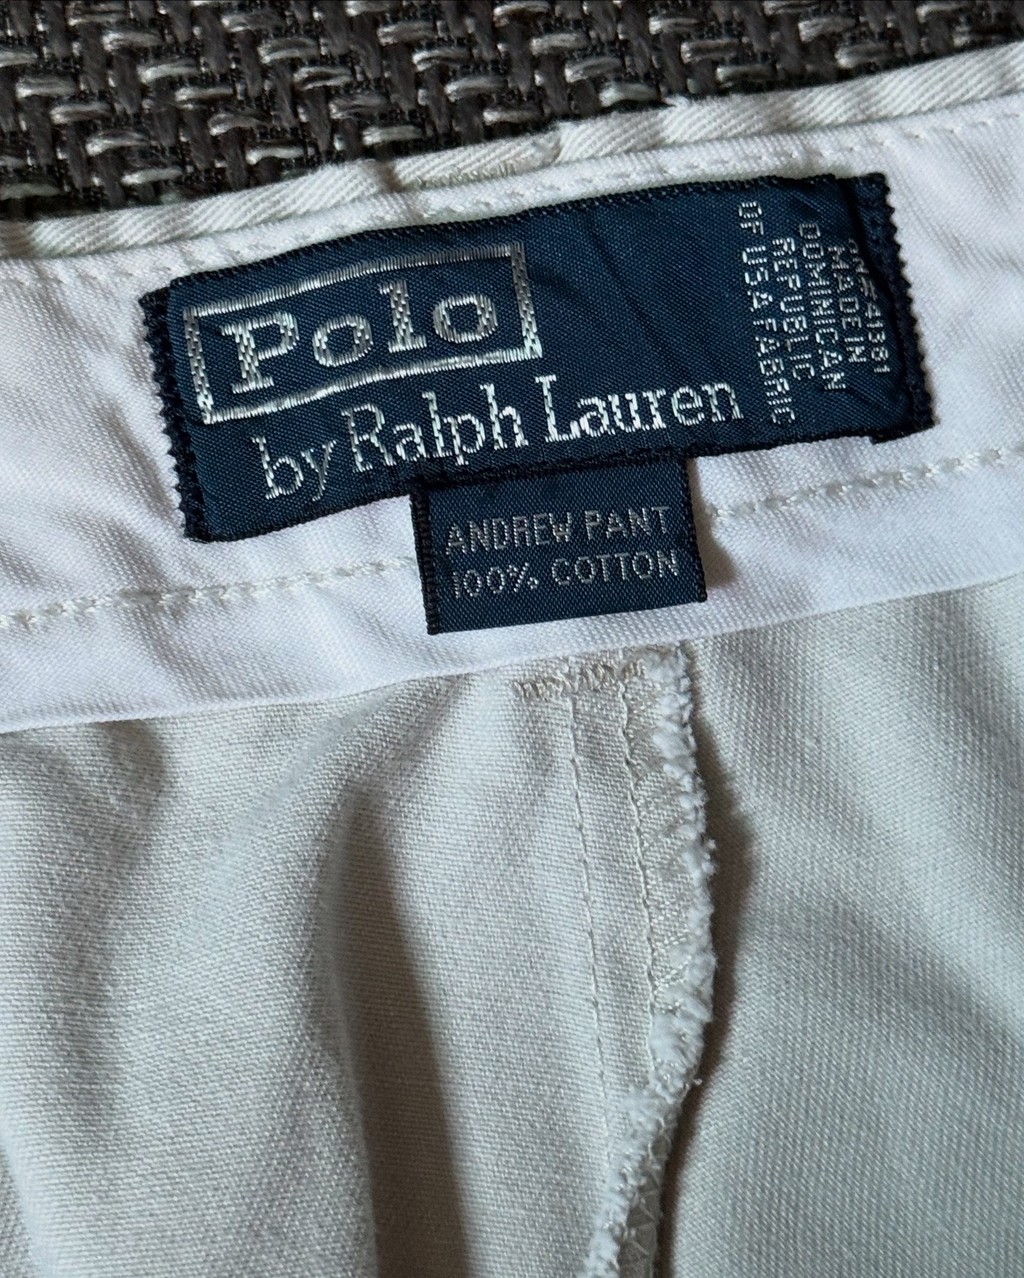 Polo
by Ralph Lauren
MADE IN
DOMINICAN
REPUBLIC
OF USA FABRIC
ANDREW PANT
100% COTTON